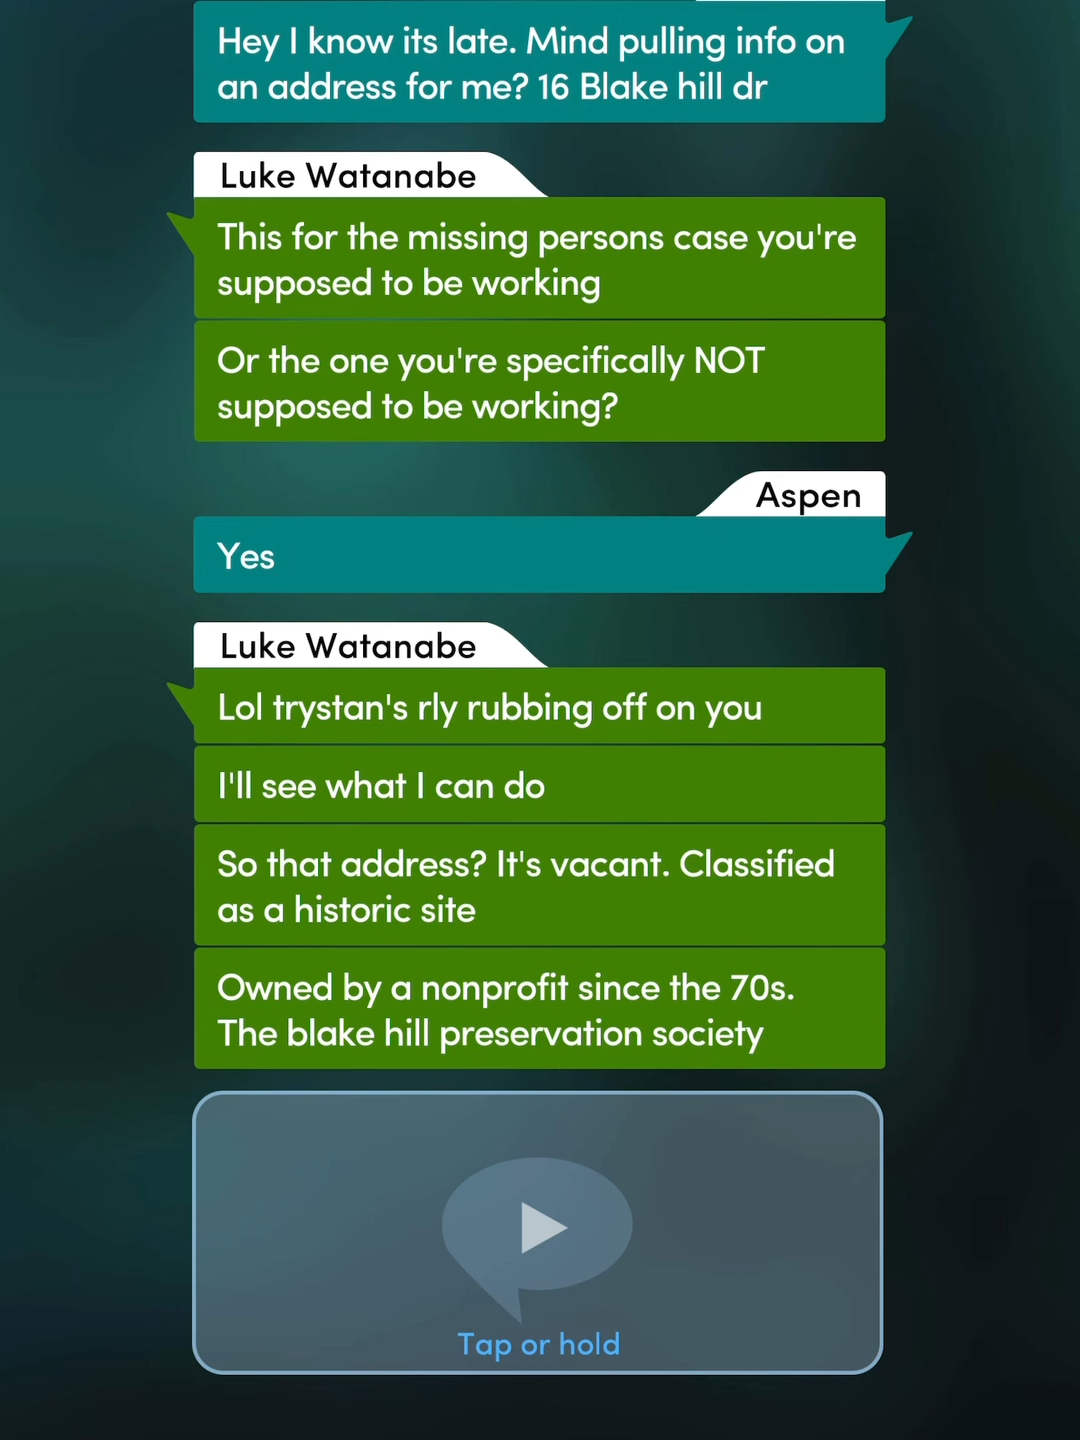 Hey I know its late. Mind pulling info on
an address for me? 16 Blake hill dr
Luke Watanabe
This for the missing persons case you're
supposed to be working
Or the one you're specifically NOT
supposed to be working?
Aspen
Yes
Luke Watanabe
Lol trystan's rly rubbing off on you
I'll see what I can do
So that address? It's vacant. Classified
as a historic site
Owned by a nonprofit since the 70s.
The blake hill preservation society
Tap or hold